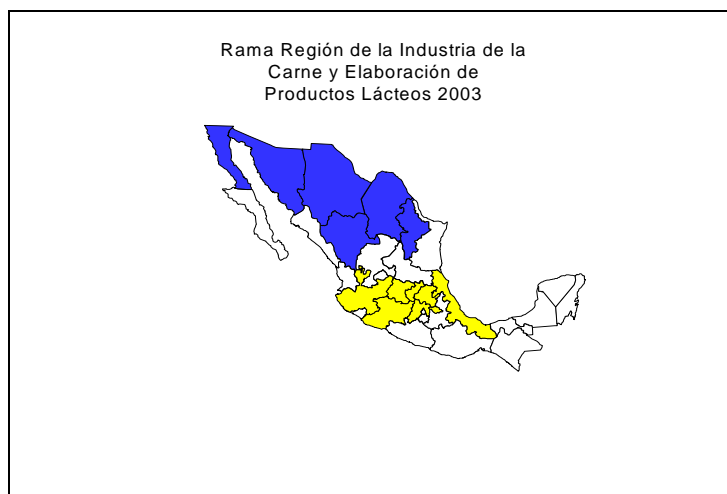 Rama Región de la Industria de la
Carne y Elaboración de
Productos Lácteos 2003